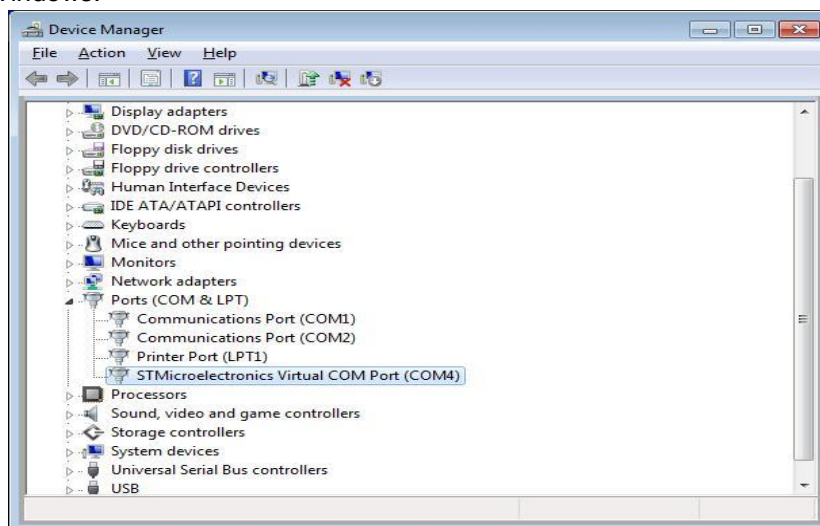 Device Manager
File Action View Help
Display adapters
DVD/CD-ROM drives
Floppy disk drives
Floppy drive controllers
Human Interface Devices
IDE ATA/ATAPI controllers
Keyboards
Mice and other pointing devices
Monitors
Network adapters
Ports (COM & LPT)
Communications Port (COM1)
Communications Port (COM2)
Printer Port (LPT1)
STMicroelectronics Virtual COM Port (COM4)
Processors
Sound, video and game controllers
Storage controllers
System devices
Universal Serial Bus controllers
USB